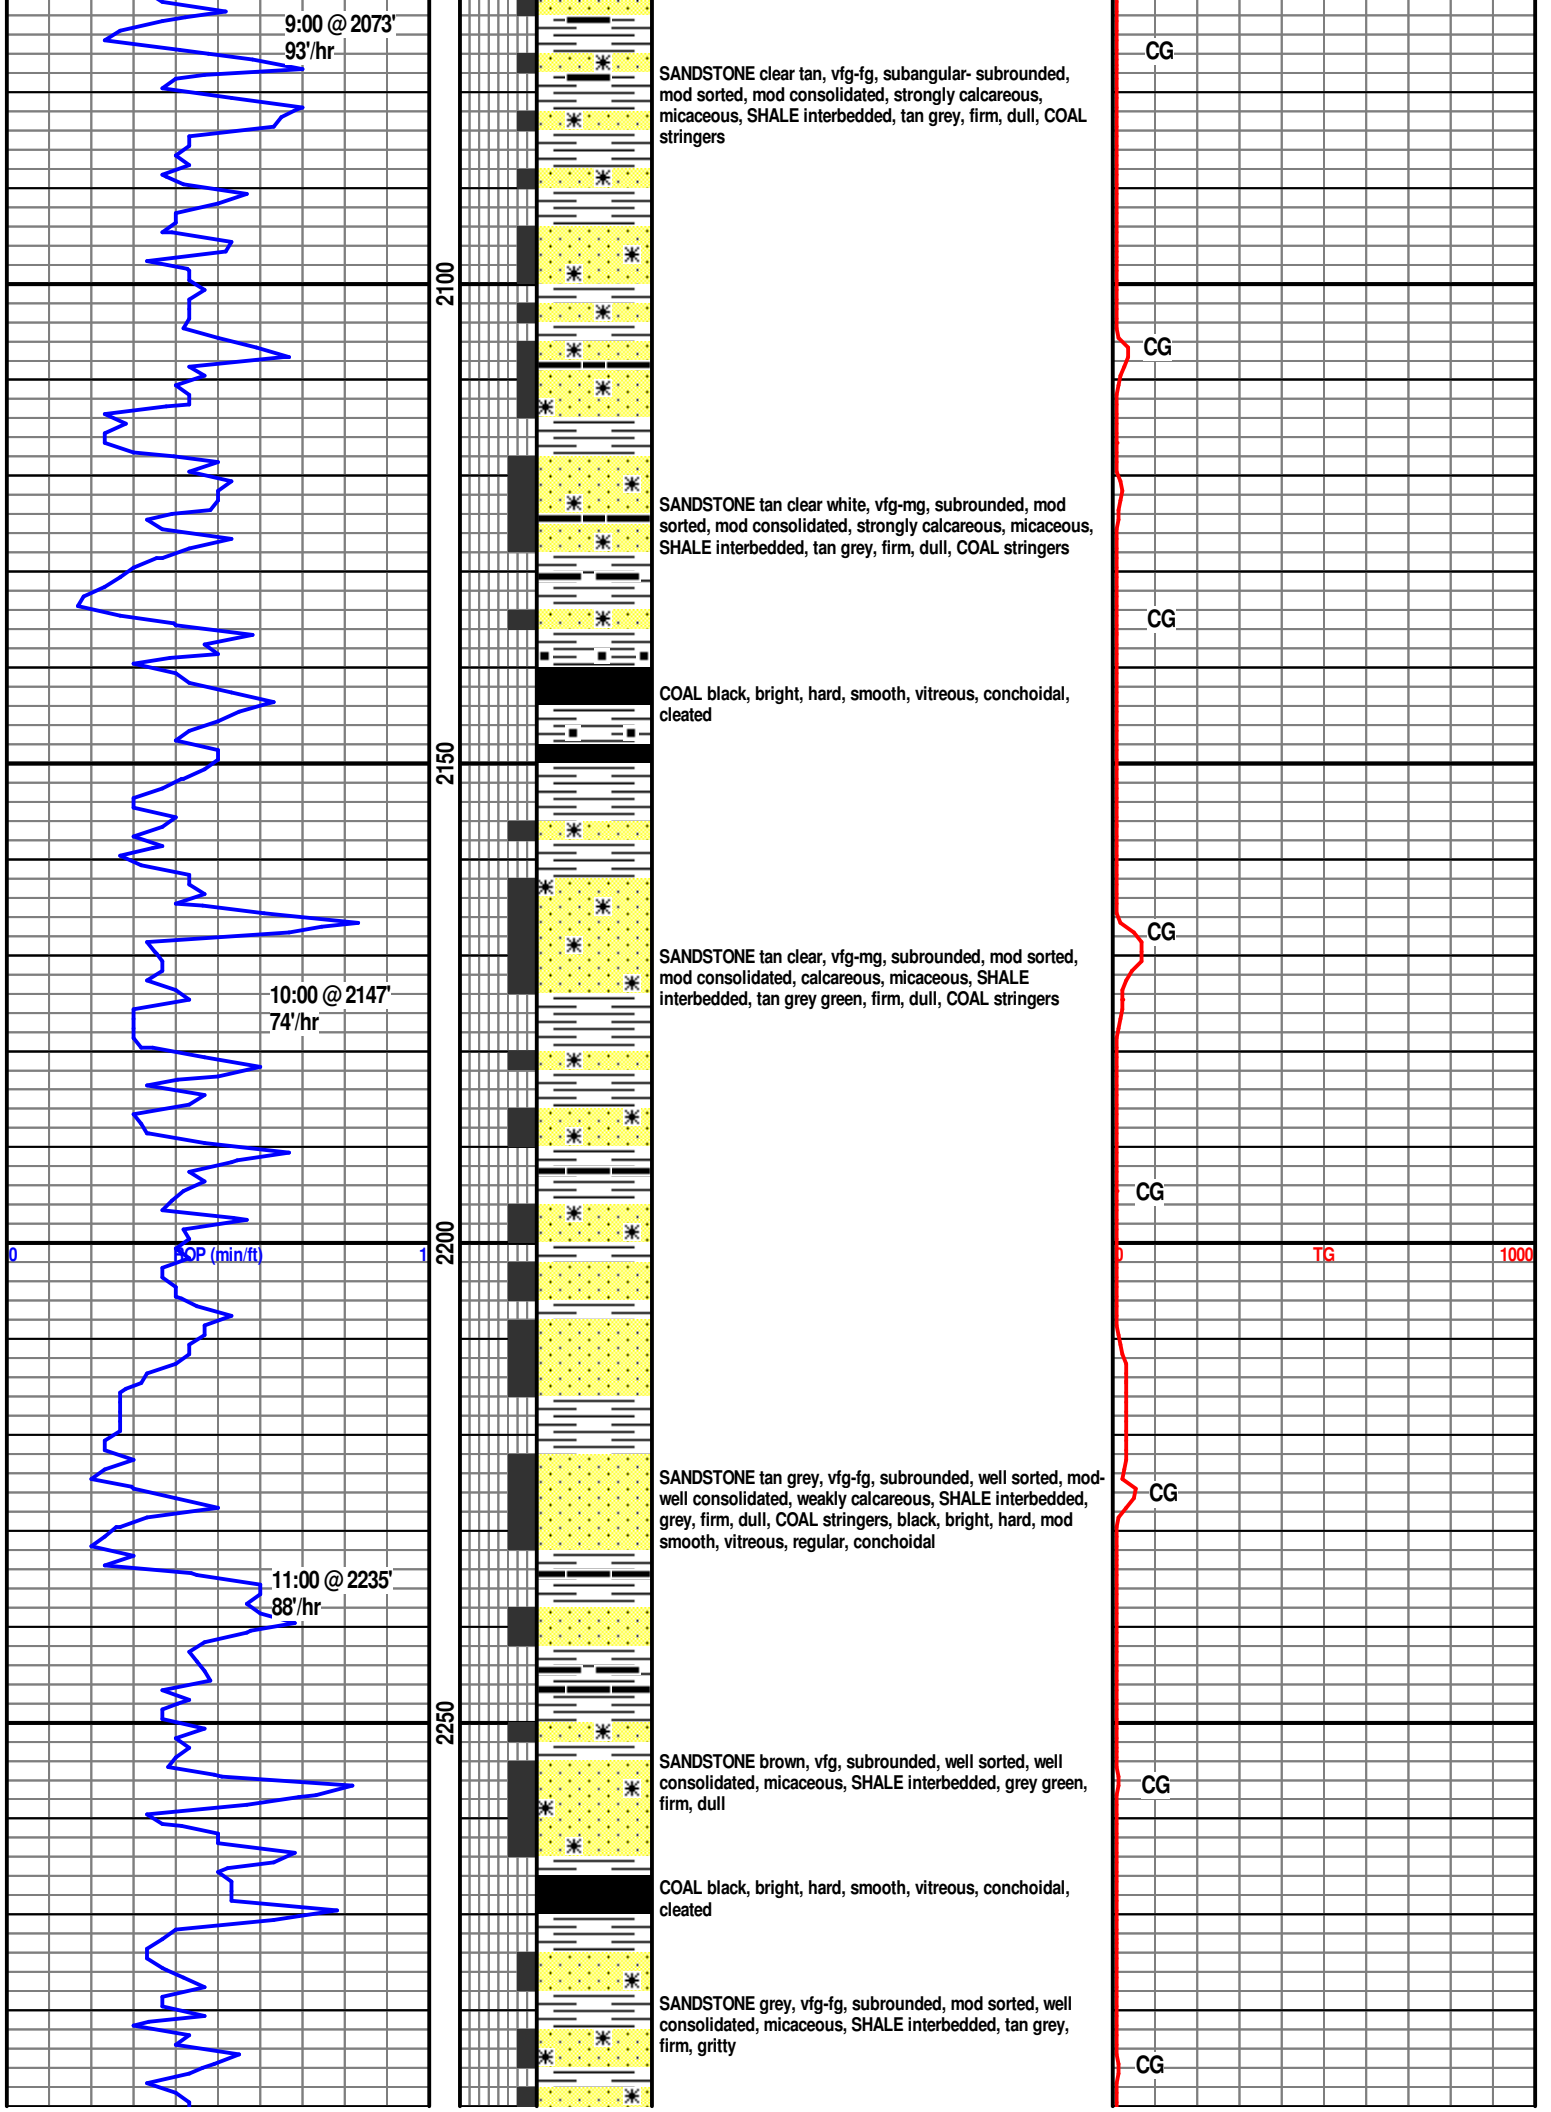 9:00 @ 2073'
93'/hr
CG
SANDSTONE clear tan, vfg-fg, subangular- subrounded,
mod sorted, mod consolidated, strongly calcareous,
micaceous, SHALE interbedded, tan grey, firm, dull, COAL
stringers
2100
CG
SANDSTONE tan clear white, vfg-mg, subrounded, mod
sorted, mod consolidated, strongly calcareous, micaceous,
SHALE interbedded, tan grey, firm, dull, COAL stringers
CG
COAL black, bright, hard, smooth, vitreous, conchoidal,
cleated
2150
CG
SANDSTONE tan clear, vfg-mg, subrounded, mod sorted,
mod consolidated, calcareous, micaceous, SHALE
interbedded, tan grey green, firm, dull, COAL stringers
10:00 @ 2147'
74'/hr
CG
2200
0 ROP (min/ft) 1
0 TG 1000
SANDSTONE tan grey, vfg-fg, subrounded, well sorted, mod-
well consolidated, weakly calcareous, SHALE interbedded,
grey, firm, dull, COAL stringers, black, bright, hard, mod
smooth, vitreous, regular, conchoidal
CG
11:00 @ 2235'
88'/hr
2250
SANDSTONE brown, vfg, subrounded, well sorted, well
consolidated, micaceous, SHALE interbedded, grey green,
firm, dull
CG
COAL black, bright, hard, smooth, vitreous, conchoidal,
cleated
SANDSTONE grey, vfg-fg, subrounded, mod sorted, well
consolidated, micaceous, SHALE interbedded, tan grey,
firm, gritty
CG